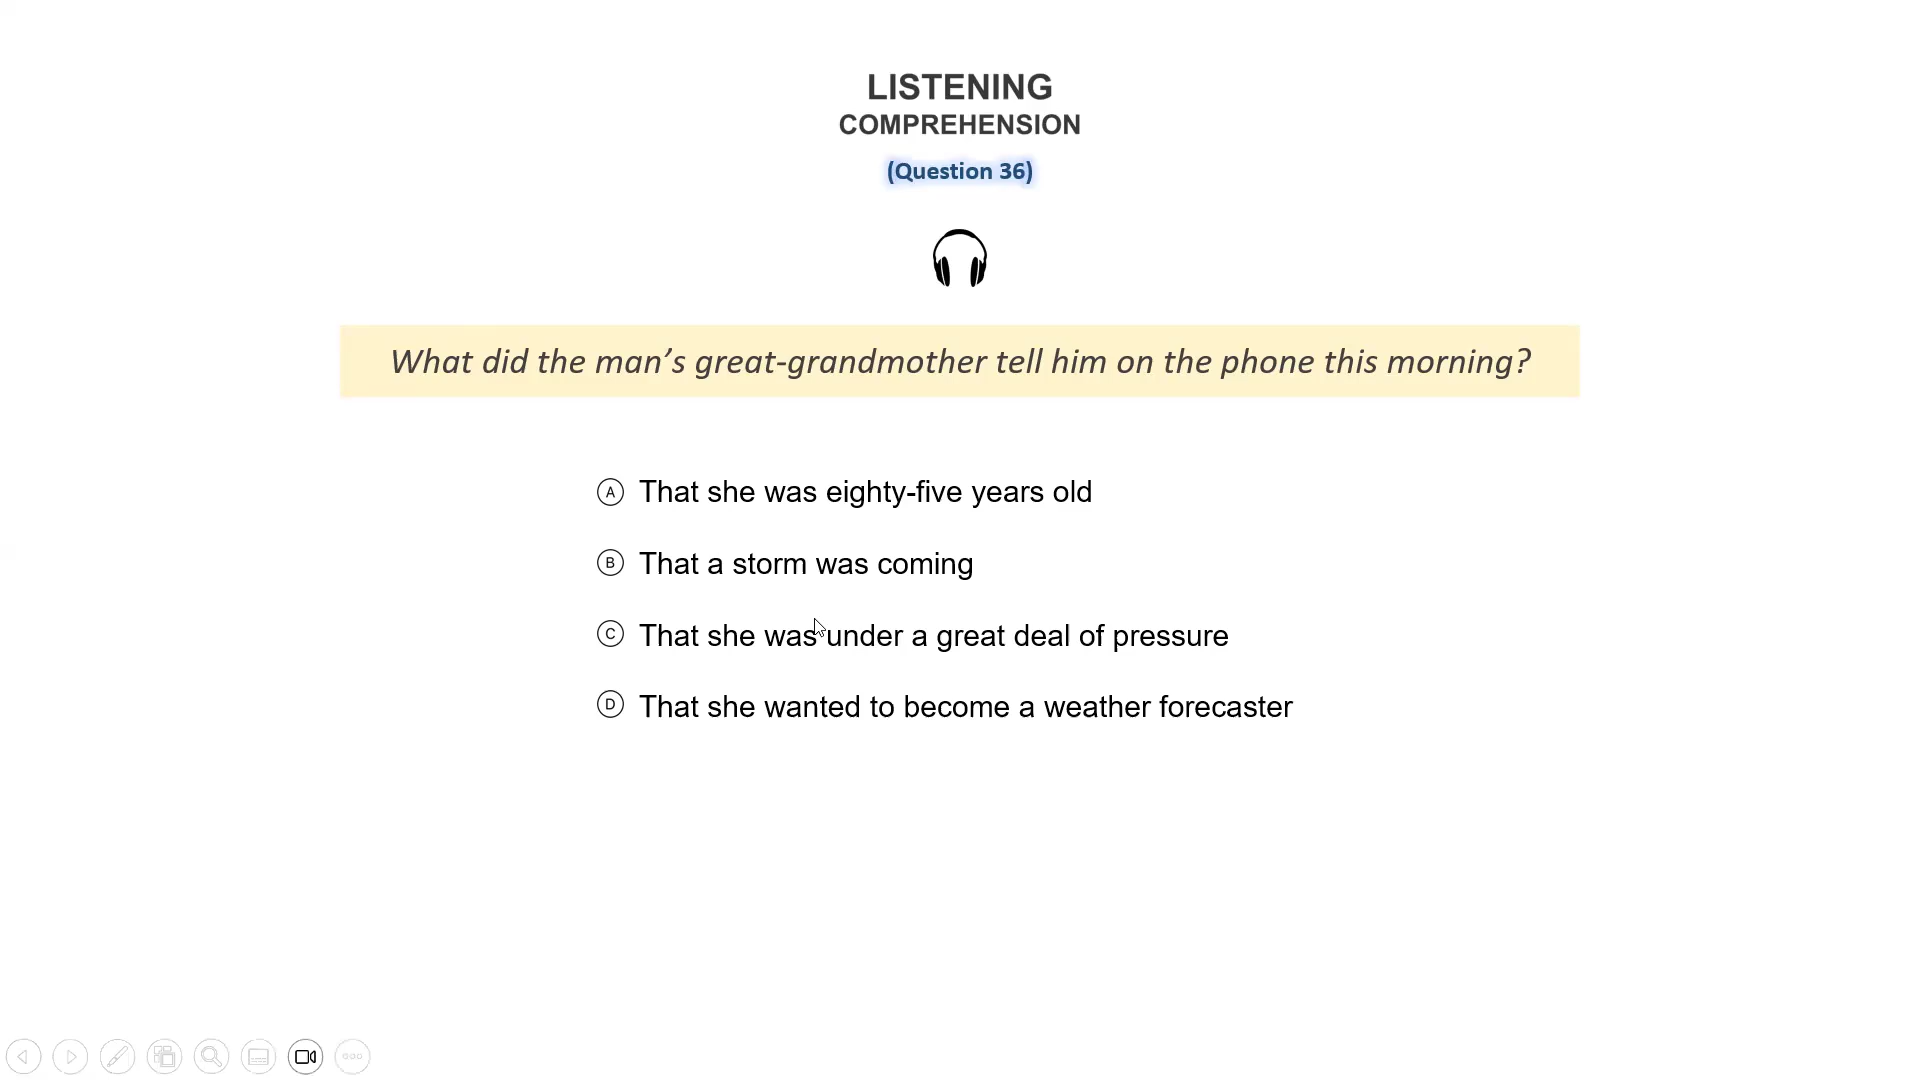 LISTENING
COMPREHENSION
(Question 36)
What did the man’s great-grandmother tell him on the phone this morning?
A That she was eighty-five years old
B That a storm was coming
C That she was under a great deal of pressure
D That she wanted to become a weather forecaster